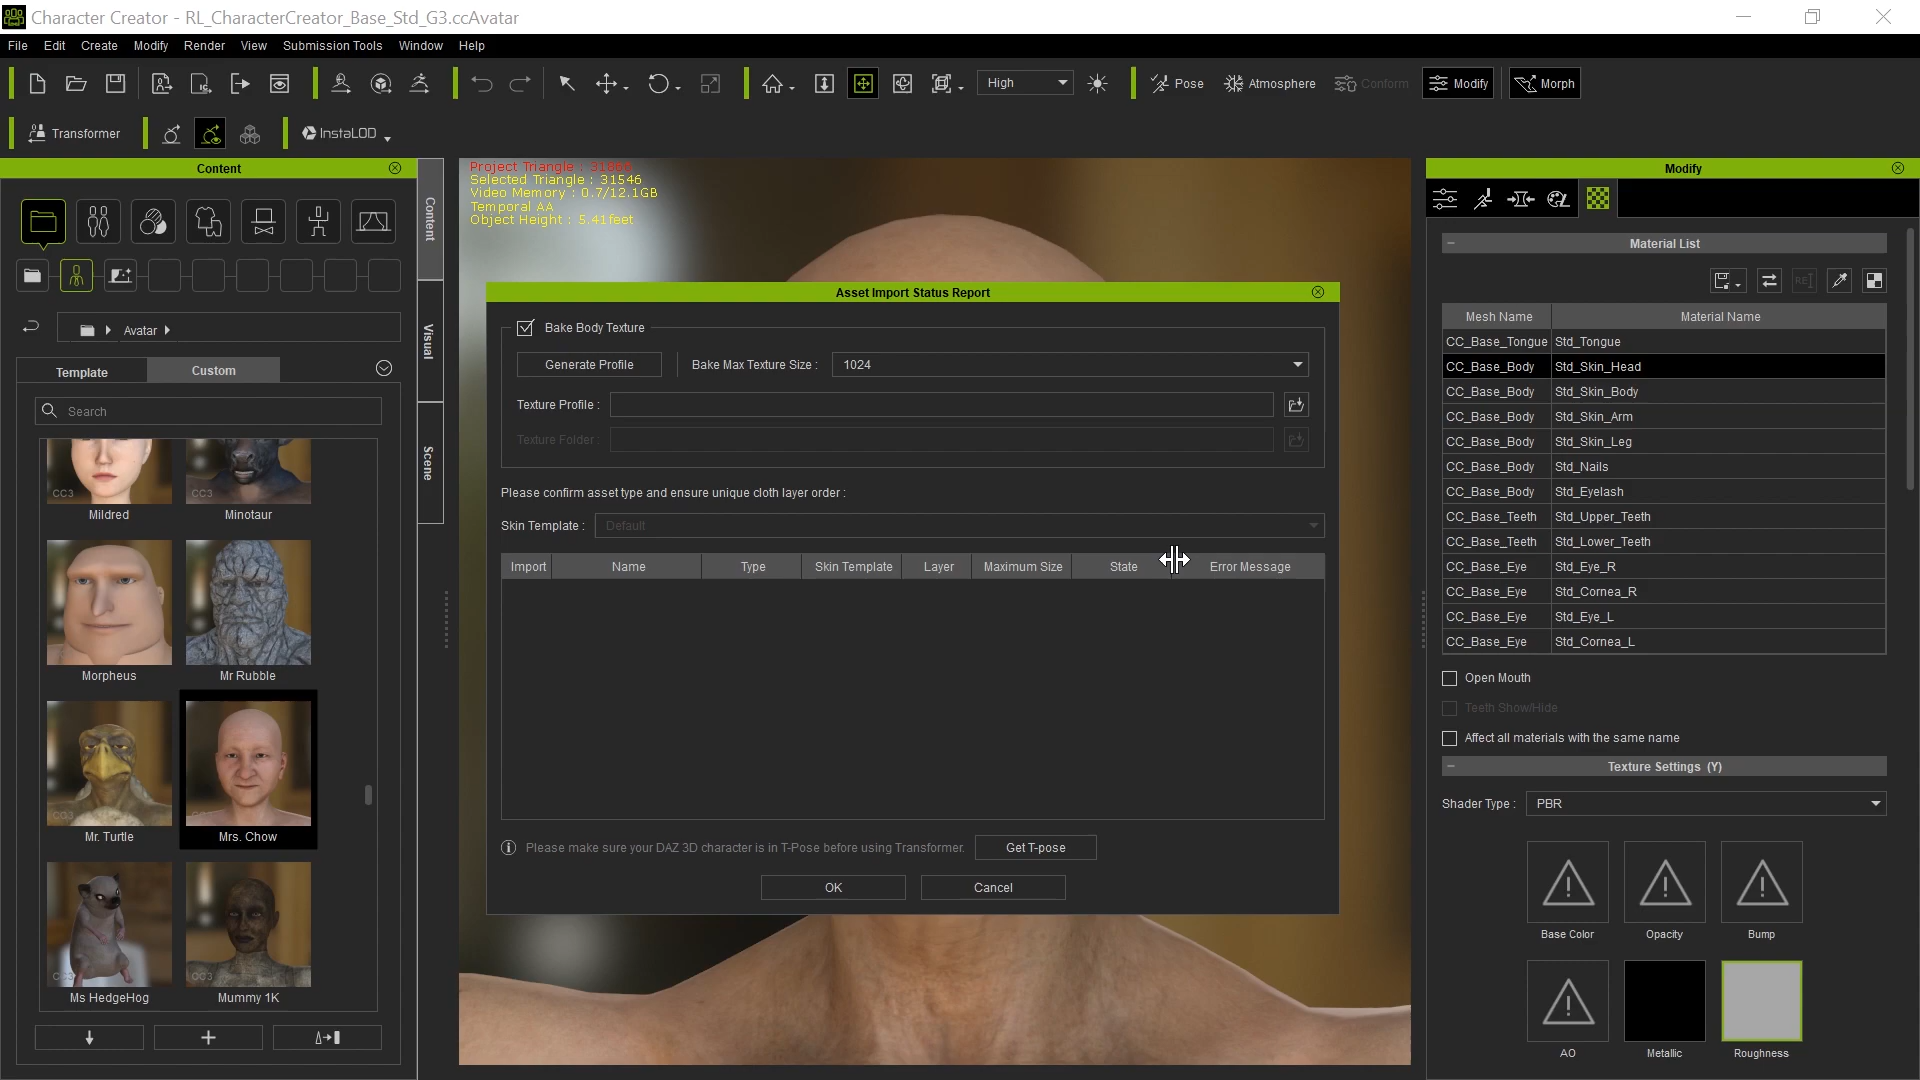 Character Creator - RL_CharacterCreator_Base_Std_G3.ccAvatar
File Edit Create Modify Render View Submission Tools Window Help
High Pose Atmosphere Conform Modify Morph
Transformer InstaLOD
Content
Avatar
Template Custom
Search
CC3 CC3
Mildred Minotaur
Morpheus Mr Rubble
CC3
Mr. Turtle Mrs. Chow
CC3 CC3
Ms HedgeHog Mummy 1K
Content
Visual
Scene
Project Triangle : 31866
Selected Triangle : 31546
Video Memory : 0.7/12.1GB
Temporal AA
Object Height : 5.41feet
Asset Import Status Report
Bake Body Texture
Generate Profile Bake Max Texture Size : 1024
Texture Profile :
Texture Folder :
Please confirm asset type and ensure unique cloth layer order :
Skin Template : Default
Import Name Type Skin Template Layer Maximum Size State Error Message
Please make sure your DAZ 3D character is in T-Pose before using Transformer. Get T-pose
OK Cancel
Modify
Material List
Mesh Name Material Name
CC_Base_Tongue Std_Tongue
CC_Base_Body Std_Skin_Head
CC_Base_Body Std_Skin_Body
CC_Base_Body Std_Skin_Arm
CC_Base_Body Std_Skin_Leg
CC_Base_Body Std_Nails
CC_Base_Body Std_Eyelash
CC_Base_Teeth Std_Upper_Teeth
CC_Base_Teeth Std_Lower_Teeth
CC_Base_Eye Std_Eye_R
CC_Base_Eye Std_Cornea_R
CC_Base_Eye Std_Eye_L
CC_Base_Eye Std_Cornea_L
Open Mouth
Teeth Show/Hide
Affect all materials with the same name
Texture Settings (Y)
Shader Type : PBR
Base Color Opacity Bump
AO Metallic Roughness